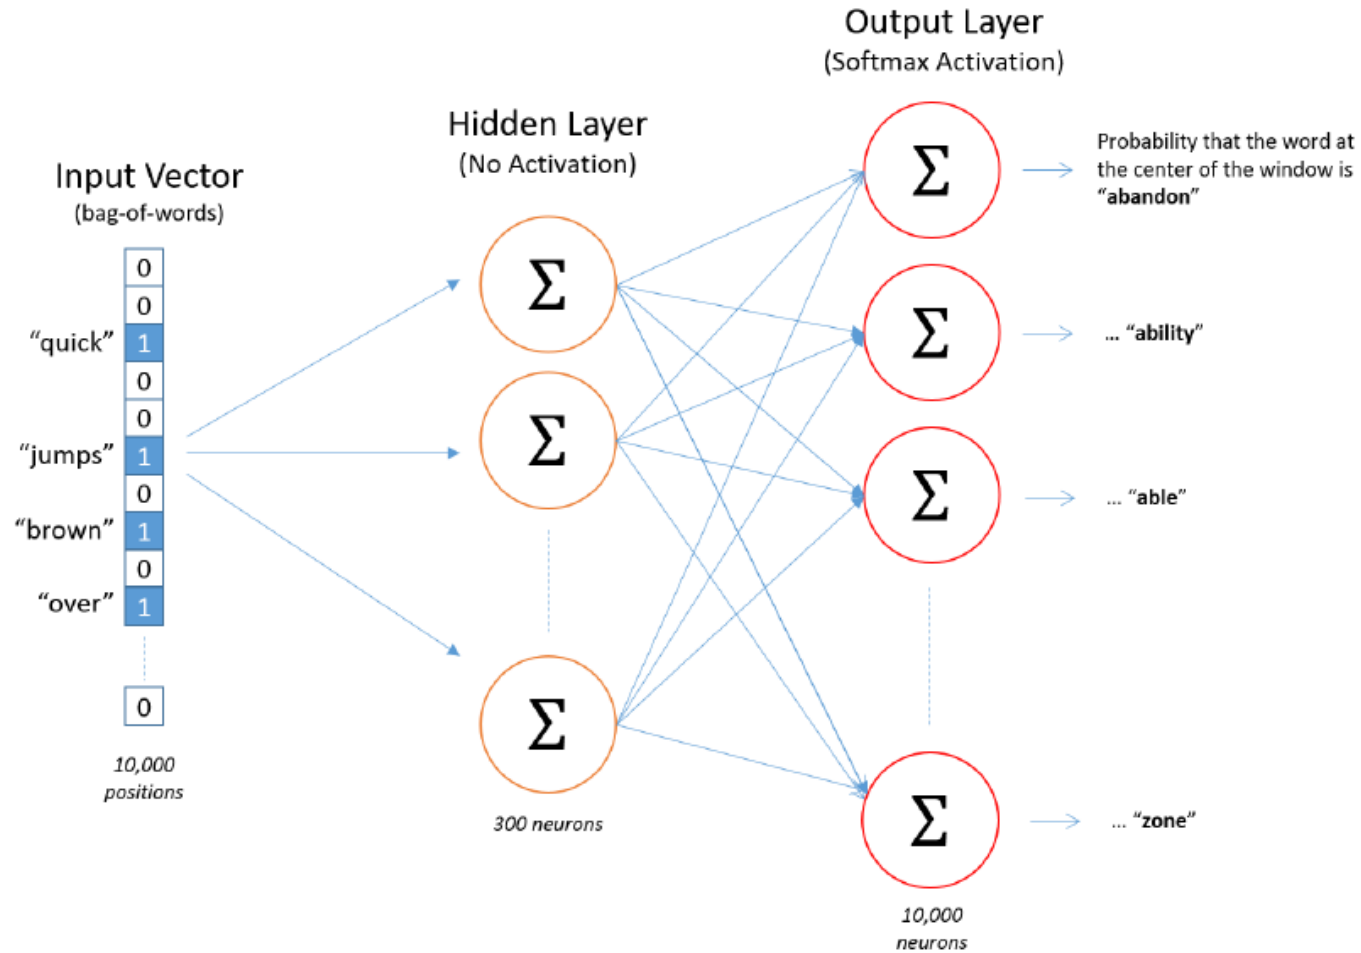 Output Layer
(Softmax Activation)
Hidden Layer
(No Activation)
Input Vector
(bag-of-words)
0
0
“quick” 1
0
0
“jumps” 1
0
“brown” 1
0
“over” 1
0
10,000
positions
Σ
Σ
Σ
300 neurons
Σ
Probability that the word at
the center of the window is
“abandon”
Σ
... “ability”
Σ
... “able”
Σ
... “zone”
10,000
neurons